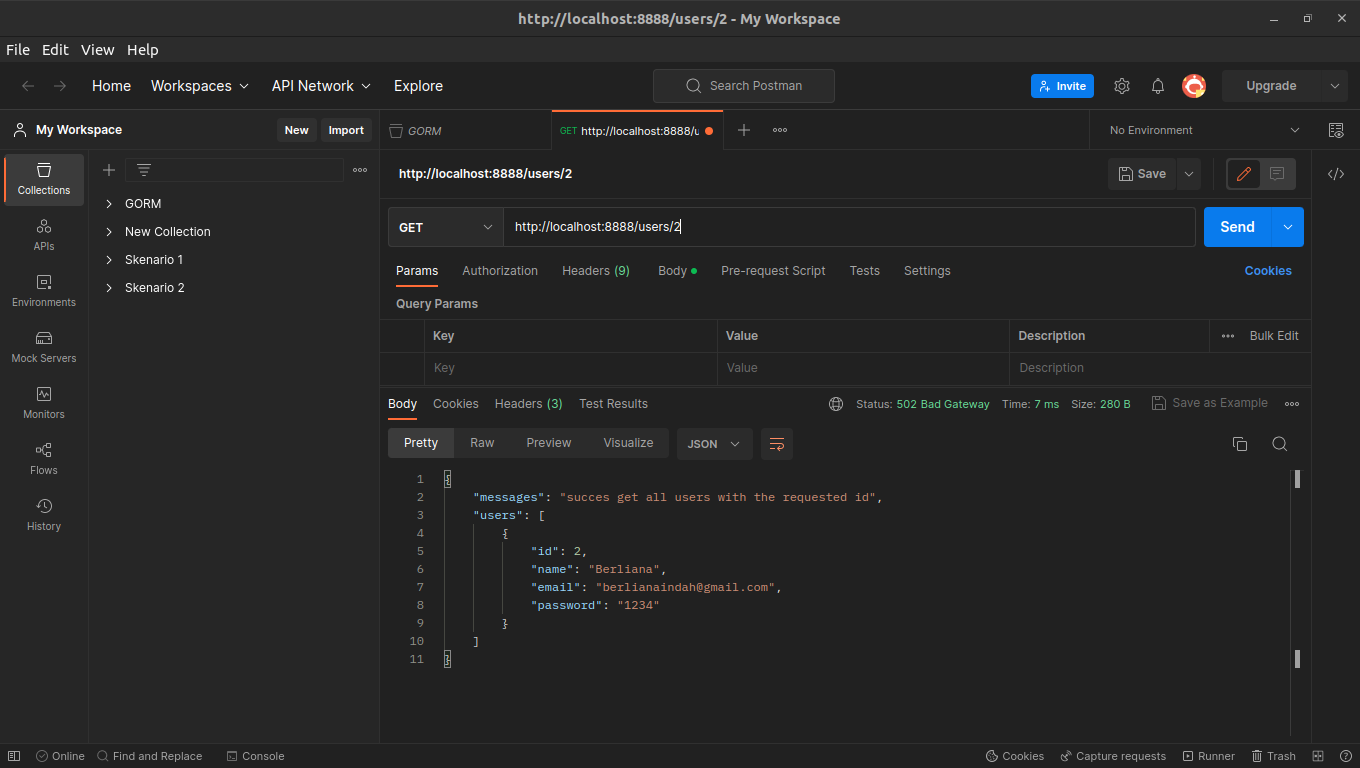 http://localhost:8888/users/2 - My Workspace
File Edit View Help
Home Workspaces API Network Explore
Search Postman
Invite
Upgrade
My Workspace New Import
GORM
GET http://localhost:8888/u
No Environment
Collections
APIs
Environments
Mock Servers
Monitors
Flows
History
GORM
New Collection
Skenario 1
Skenario 2
http://localhost:8888/users/2
Save
GET http://localhost:8888/users/2
Send
Params Authorization Headers (9) Body Pre-request Script Tests Settings Cookies
Query Params
Key Value Description Bulk Edit
Key Value Description
Body Cookies Headers (3) Test Results Status: 502 Bad Gateway Time: 7 ms Size: 280 B Save as Example
Pretty Raw Preview Visualize JSON
1 {
2 "messages": "succes get all users with the requested id",
3 "users": [
4 {
5 "id": 2,
6 "name": "Berliana",
7 "email": "berlianaindah@gmail.com",
8 "password": "1234"
9 }
10 ]
11 }
Online Find and Replace Console Cookies Capture requests Runner Trash